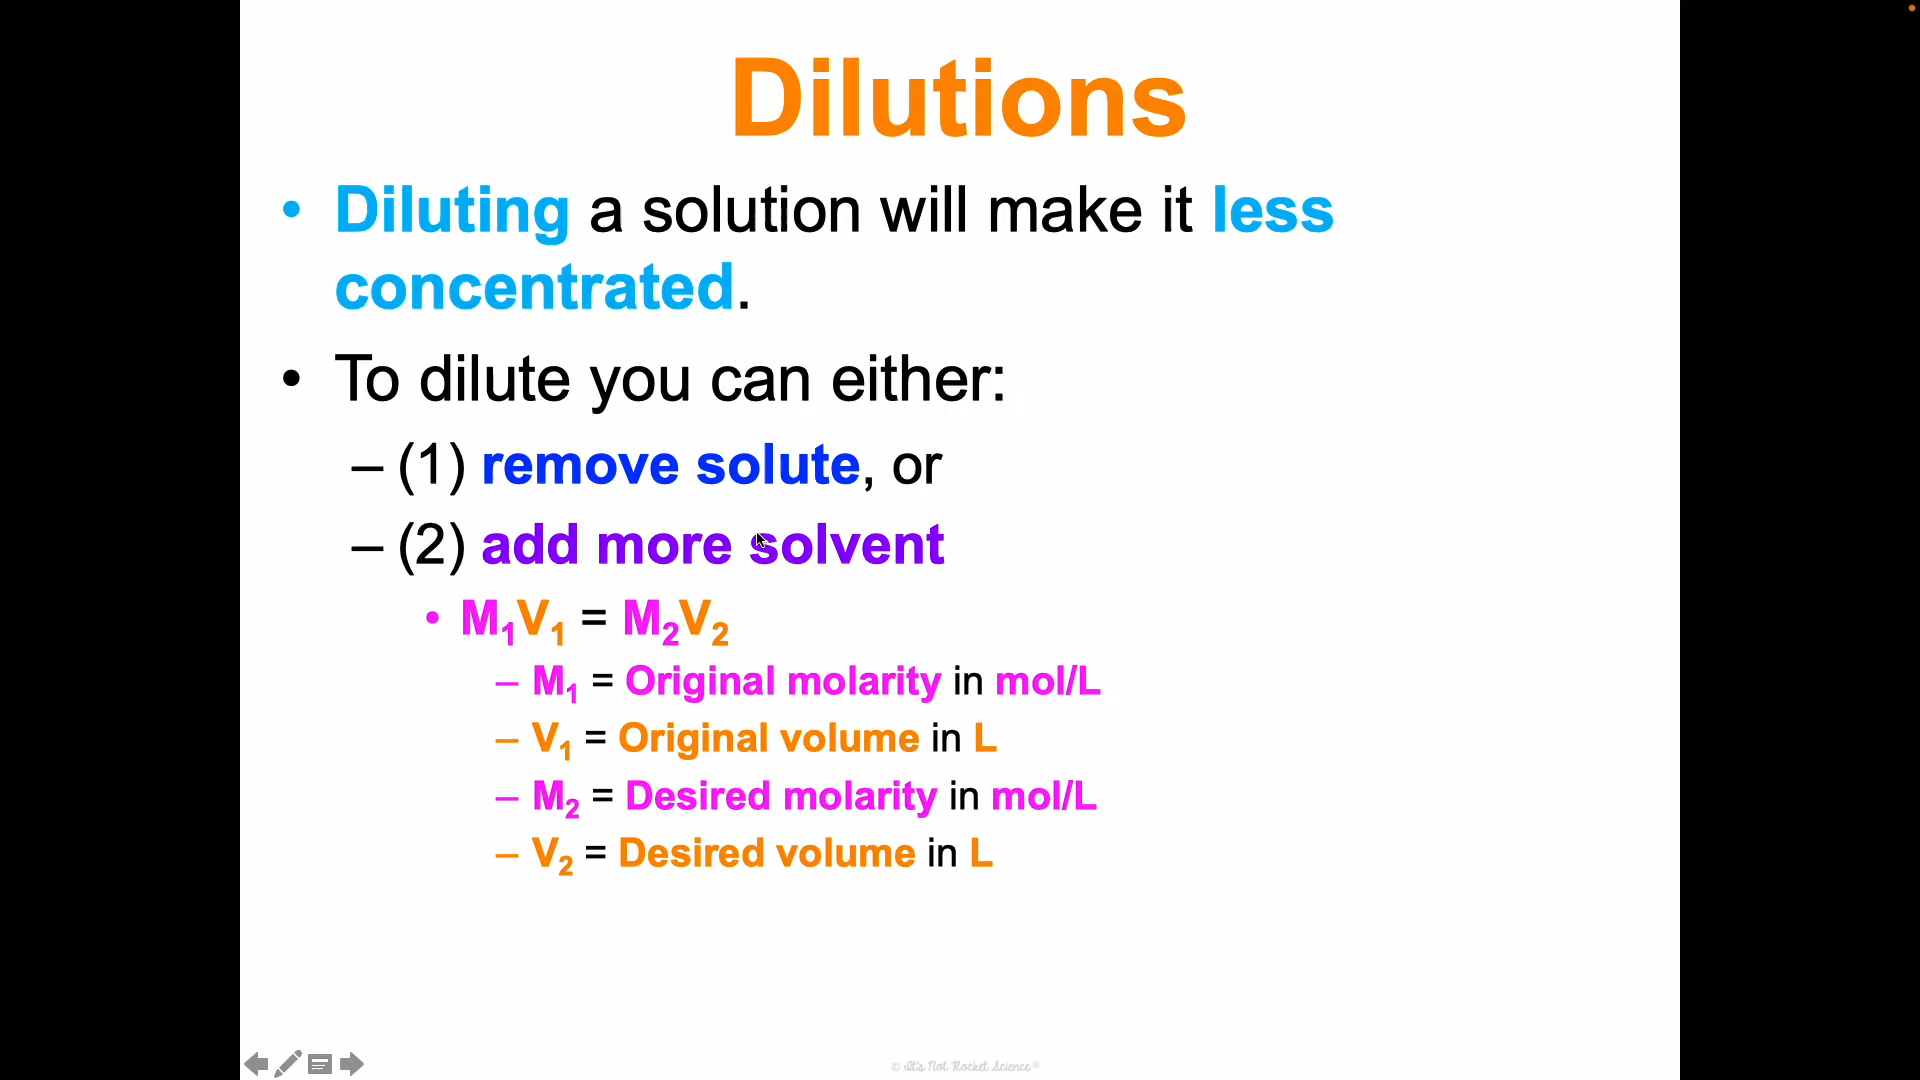 Dilutions
• Diluting a solution will make it less
concentrated.
• To dilute you can either:
– (1) remove solute, or
– (2) add more solvent
• M₁V₁ = M₂V₂
– M₁ = Original molarity in mol/L
– V₁ = Original volume in L
– M₂ = Desired molarity in mol/L
– V₂ = Desired volume in L
© It's Not Rocket Science®